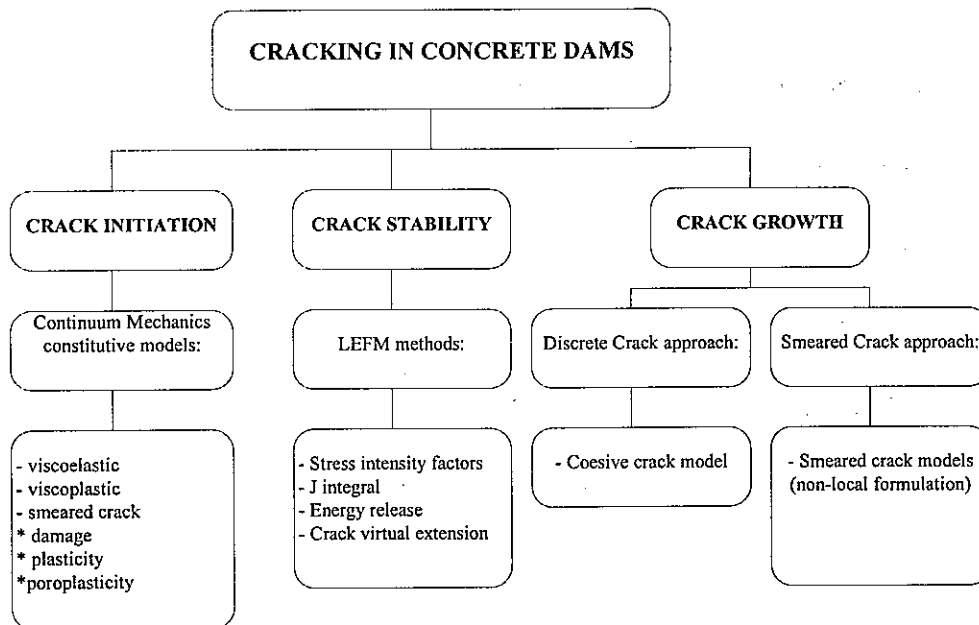 CRACKING IN CONCRETE DAMS
CRACK INITIATION
CRACK STABILITY
CRACK GROWTH
Continuum Mechanics
constitutive models:
LEFM methods:
Discrete Crack approach:
Smeared Crack approach:
- viscoelastic
- viscoplastic
- smeared crack
* damage
* plasticity
*poroplasticity
- Stress intensity factors
- J integral
- Energy release
- Crack virtual extension
- Coesive crack model
- Smeared crack models
(non-local formulation)